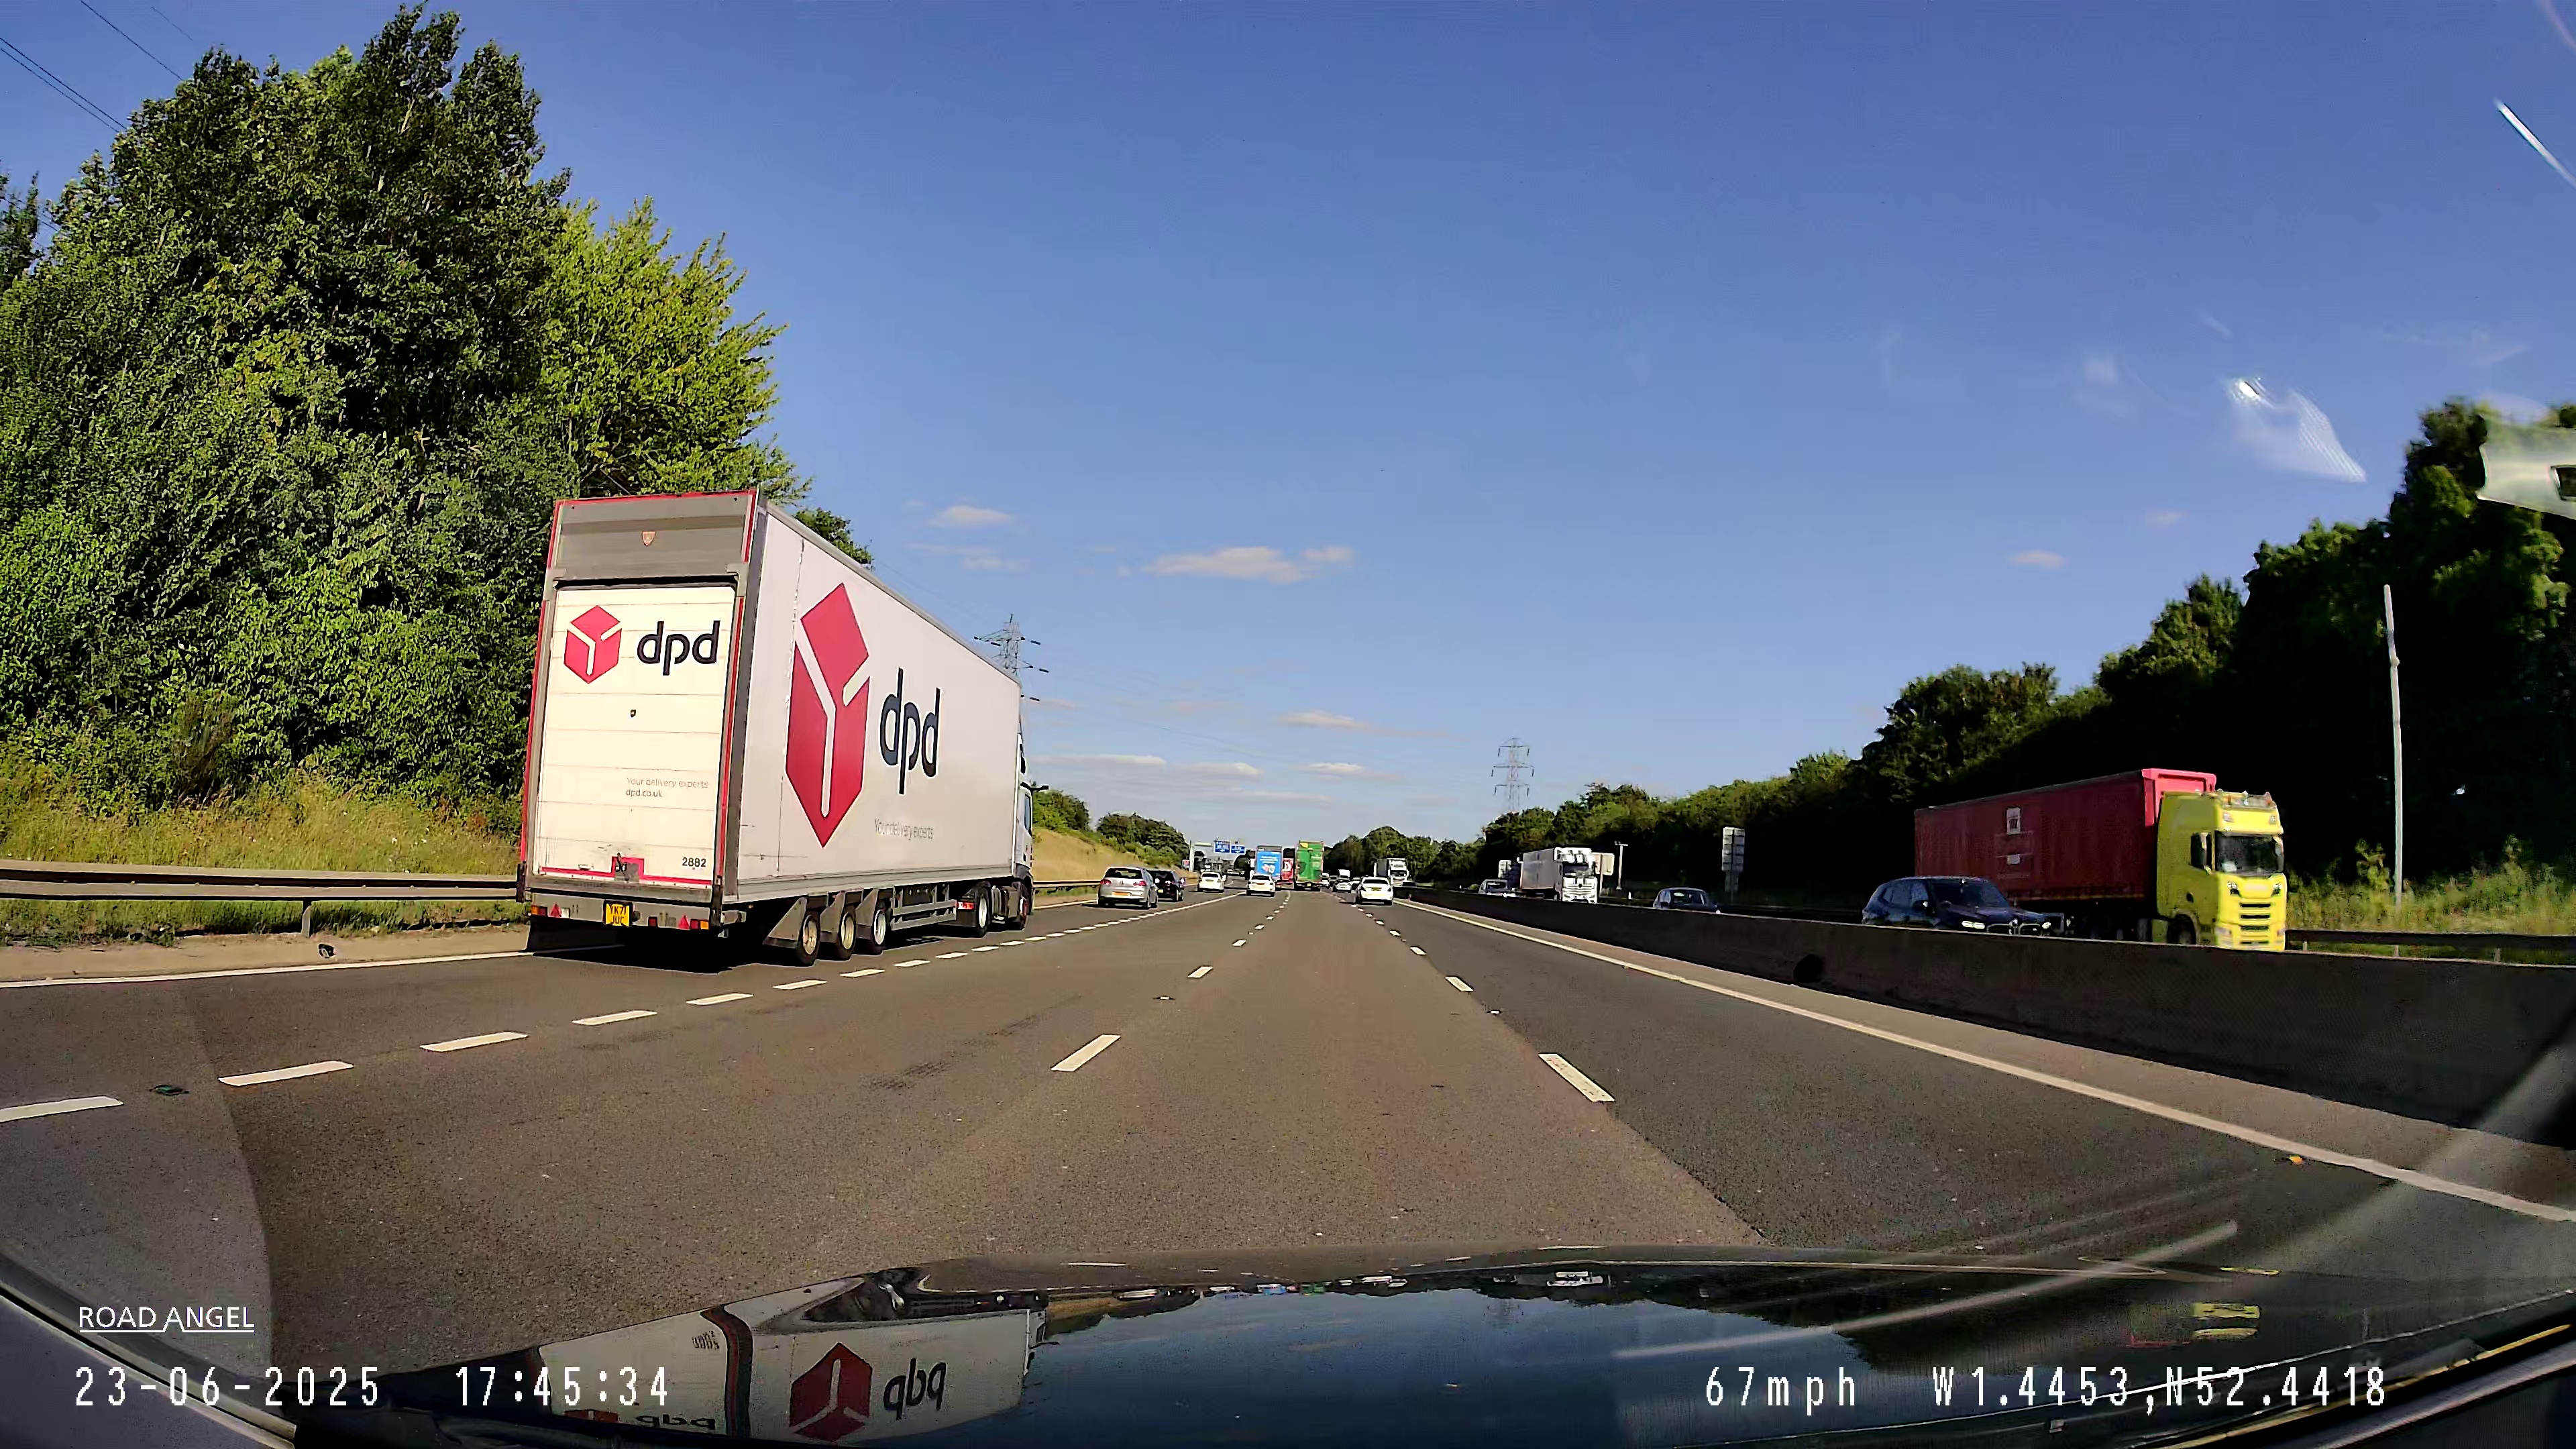 dpd
dpd
Your delivery experts
dpd.co.uk
Your delivery experts
2882
YK71
ROAD ANGEL
23-06-2025 17:45:34
67mph W1.4453,N52.4418